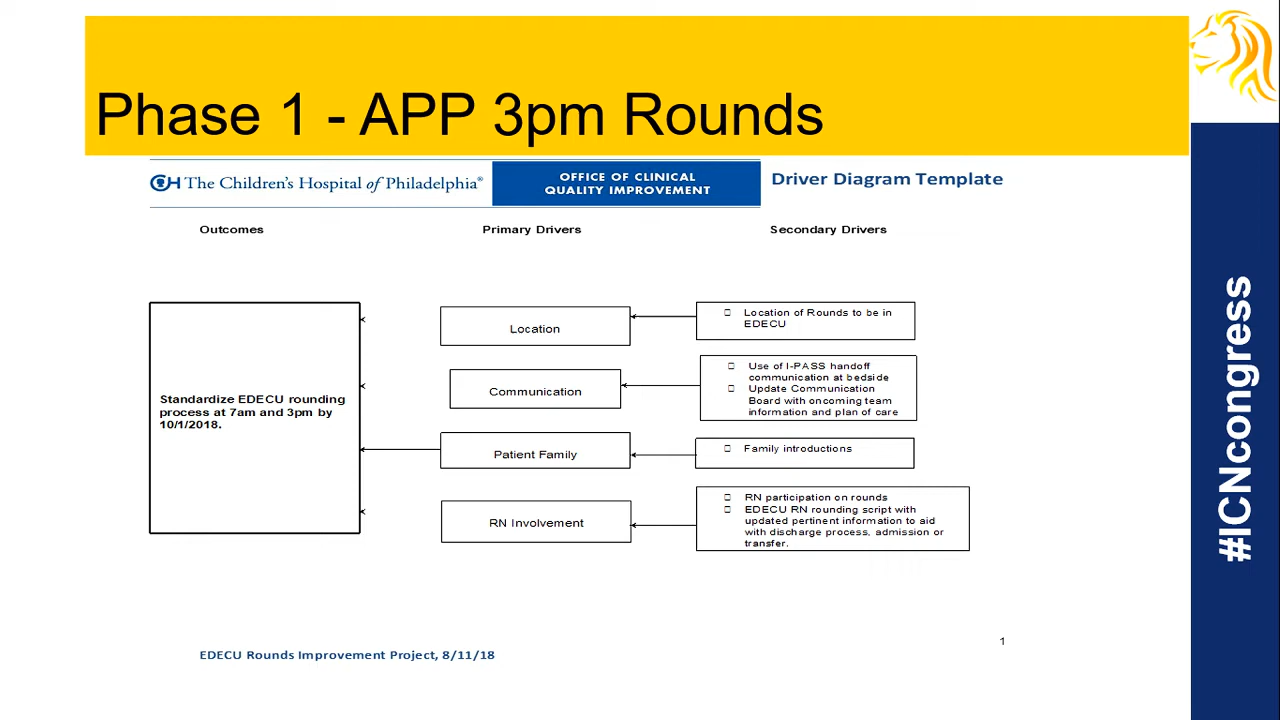 Phase 1 - APP 3pm Rounds
The Children's Hospital of Philadelphia®
OFFICE OF CLINICAL
QUALITY IMPROVEMENT
Driver Diagram Template
Outcomes
Primary Drivers
Secondary Drivers
Standardize EDECU rounding
process at 7am and 3pm by
10/1/2018.
Location
Location of Rounds to be in
EDECU
Communication
Use of I-PASS handoff
communication at bedside
Update Communication
Board with oncoming team
information and plan of care
Patient Family
Family introductions
RN Involvement
RN participation on rounds
EDECU RN rounding script with
updated pertinent information to aid
with discharge process, admission or
transfer.
1
EDECU Rounds Improvement Project, 8/11/18
#ICNcongress